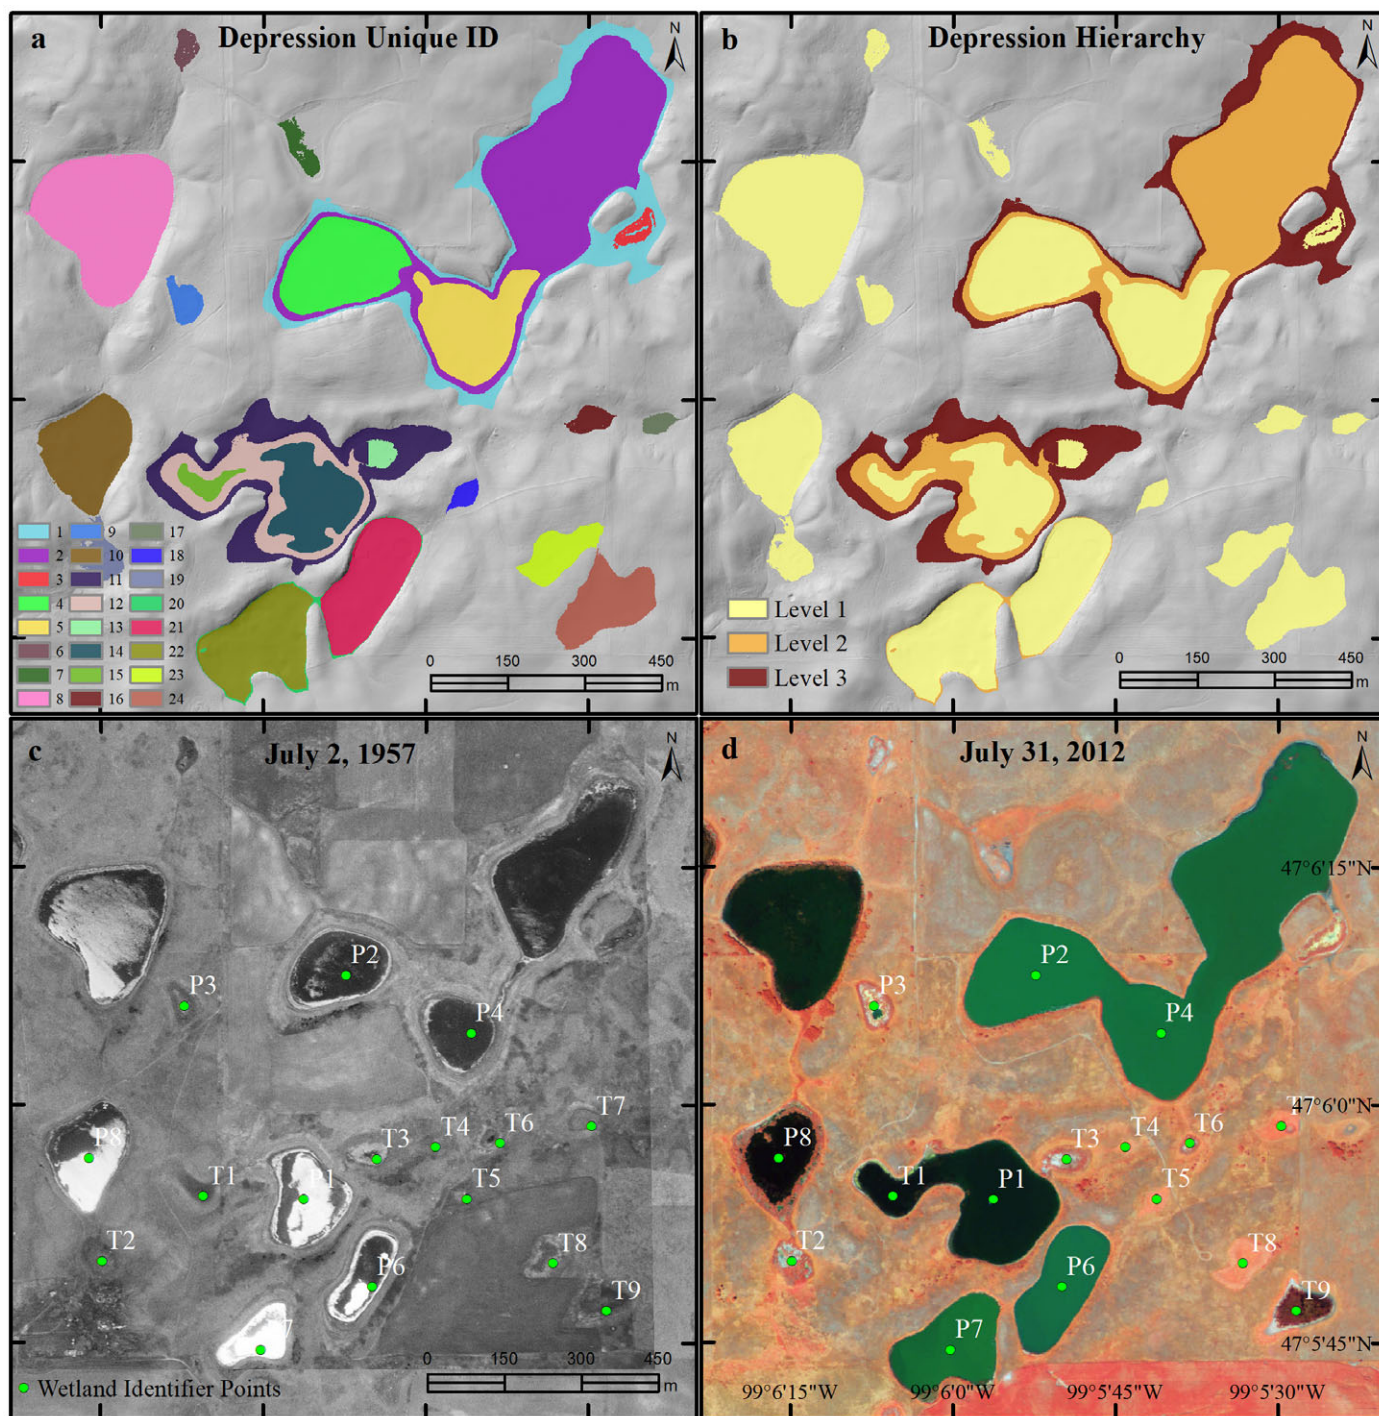 a
Depression Unique ID
N
1 9 17
2 10 18
3 11 19
4 12 20
5 13 21
6 14 22
7 15 23
8 16 24
0 150 300 450
m
b
Depression Hierarchy
N
Level 1
Level 2
Level 3
0 150 300 450
m
c
July 2, 1957
N
P2
P3
P4
T7
T6
T4
T3
P8
T1
P1
T5
T2
T8
P6
T9
7
0 150 300 450
m
Wetland Identifier Points
d
July 31, 2012
N
47°6'15"N
P2
P3
P4
47°6'0"N
T6
T4
T3
P8
T1
P1
T5
T2
T8
P6
T9
47°5'45"N
P7
99°6'15"W 99°6'0"W 99°5'45"W 99°5'30"W